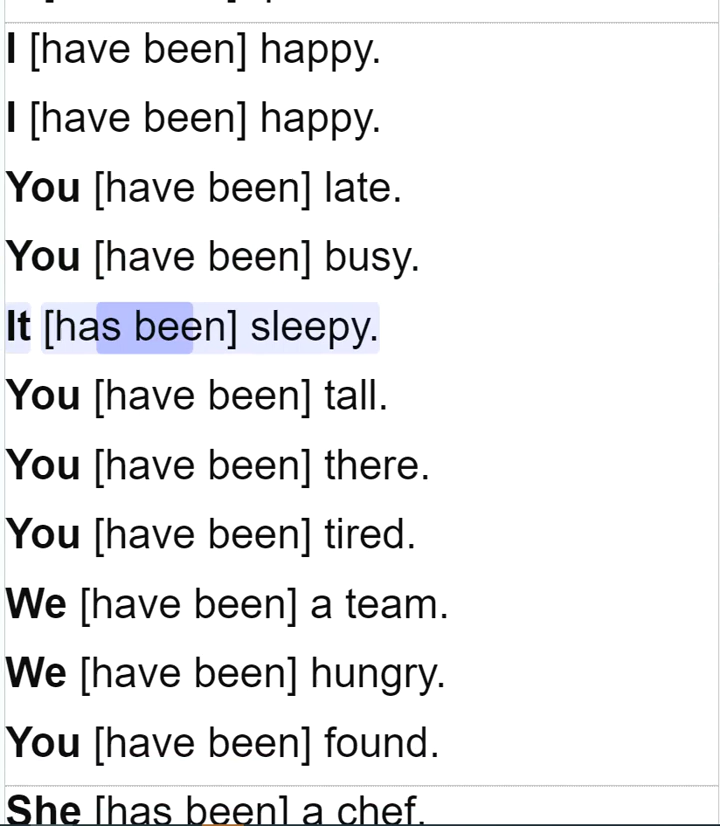 I [have been] happy.
I [have been] happy.
You [have been] late.
You [have been] busy.
It [has been] sleepy.
You [have been] tall.
You [have been] there.
You [have been] tired.
We [have been] a team.
We [have been] hungry.
You [have been] found.
She [has been] a chef.